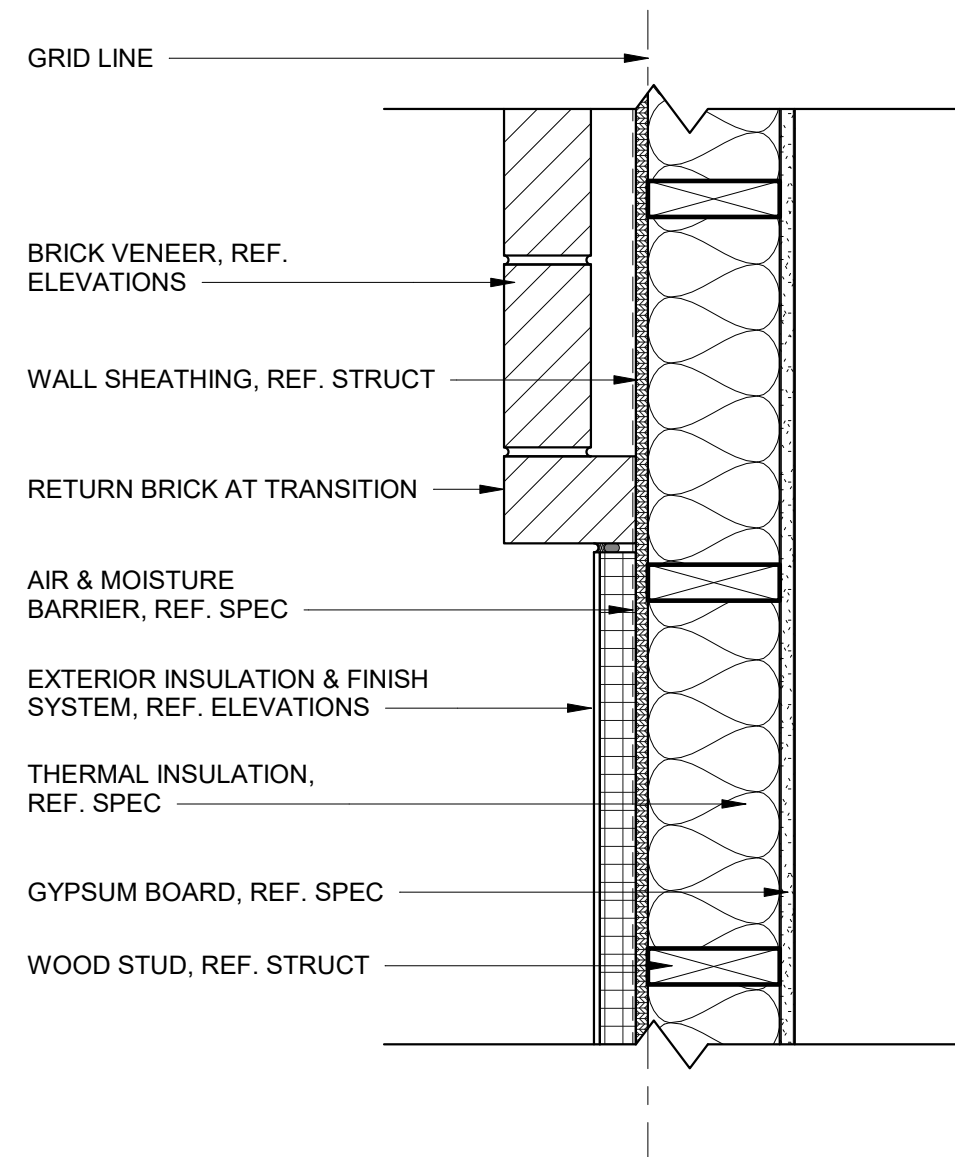 GRID LINE
BRICK VENEER, REF.
ELEVATIONS
WALL SHEATHING, REF. STRUCT
RETURN BRICK AT TRANSITION
AIR & MOISTURE
BARRIER, REF. SPEC
EXTERIOR INSULATION & FINISH
SYSTEM, REF. ELEVATIONS
THERMAL INSULATION,
REF. SPEC
GYPSUM BOARD, REF. SPEC
WOOD STUD, REF. STRUCT